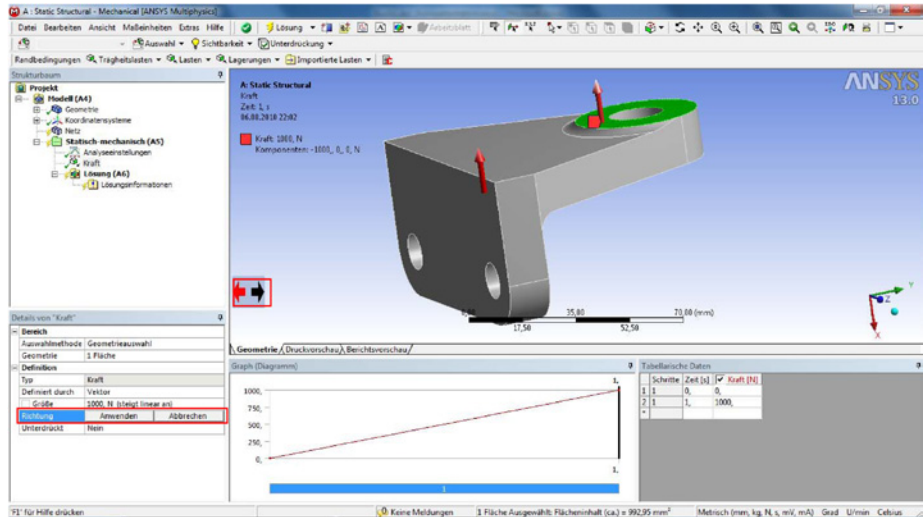 A : Static Structural - Mechanical [ANSYS Multiphysics]
Datei Bearbeiten Ansicht Maßeinheiten Extras Hilfe Lösung Arbeitsblatt
Auswahl Sichtbarkeit Unterdrückung
Randbedingungen Trägheitslasten Lasten Lagerungen Importierte Lasten
Strukturbaum
Projekt
Modell (A4)
Geometrie
Koordinatensysteme
Netz
Statisch-mechanisch (A5)
Analyseeinstellungen
Kraft
Lösung (A6)
Lösungsinformationen
A: Static Structural
Kraft
Zeit: 1, s
06.08.2010 22:02
Kraft: 1000, N
Komponenten: -1000,, 0,, 0, N
ANSYS
13.0
0,00 35,00 70,00 (mm)
17,50 52,50
Y
Z
X
Geometrie Druckvorschau Berichtsvorschau
Details von "Kraft"
Bereich
Auswahlmethode Geometrieauswahl
Geometrie 1 Fläche
Definition
Typ Kraft
Definiert durch Vektor
Größe 1000, N (steigt linear an)
Richtung Anwenden Abbrechen
Unterdrückt Nein
Graph (Diagramm)
1,
1000,
750,
500,
250,
0,
1,
1
Tabellarische Daten
Schritte Zeit [s] Kraft [N]
1 1 0, 0,
2 1 1, 1000,
*
'F1' für Hilfe drücken 0 Keine Meldungen 1 Fläche Ausgewählt: Flächeninhalt (ca.) = 992,95 mm² Metrisch (mm, kg, N, s, mV, mA) Grad U/min Celsius